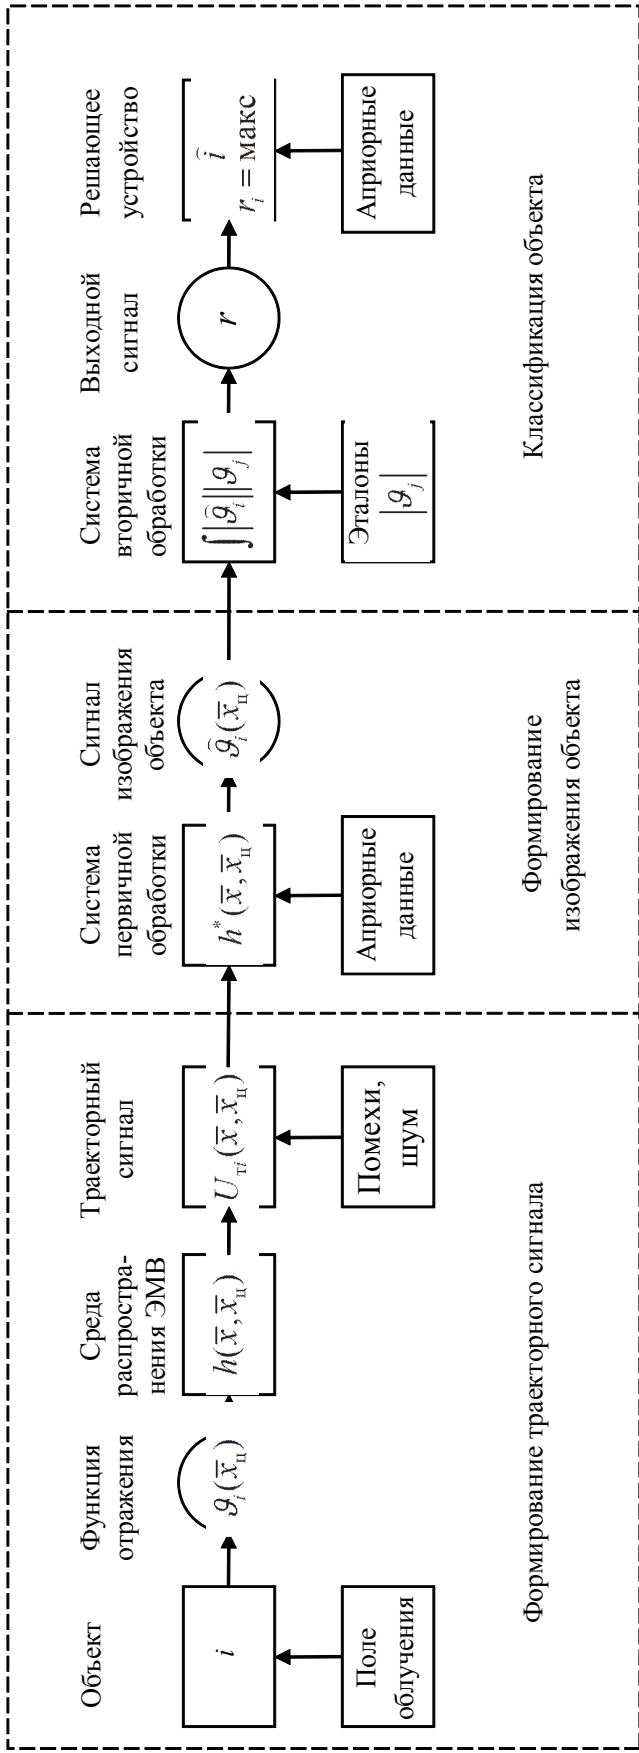 Объект
Функция
отражения
Среда
распростра-
нения ЭМВ
Траекторный
сигнал
Система
первичной
обработки
Сигнал
изображения
объекта
Система
вторичной
обработки
Выходной
сигнал
Решающее
устройство
i
ϑ_i(x̅_ц)
h(x̅,x̅_ц)
U_тi(x̅,x̅_ц)
h*(x̅,x̅_ц)
ϑ̂_i(x̅_ц)
∫|ϑ̂_i||ϑ_j|
r
î
r_i = макс
Поле
облучения
Помехи,
шум
Априорные
данные
Эталоны
|ϑ_j|
Априорные
данные
Формирование траекторного сигнала
Формирование
изображения объекта
Классификация объекта